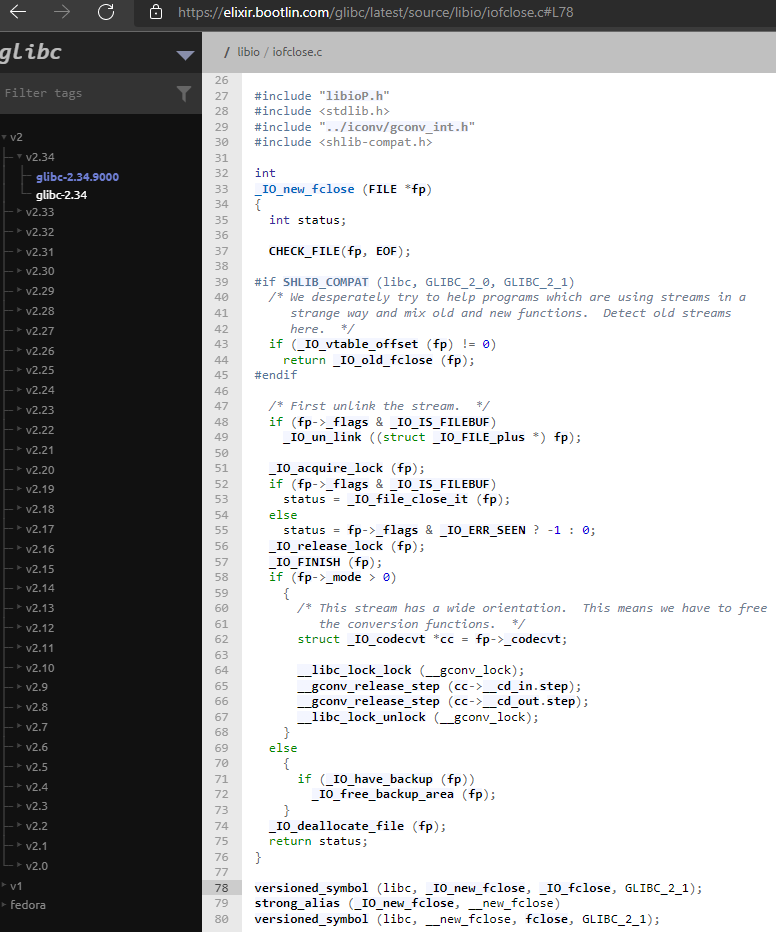 https://elixir.bootlin.com/glibc/latest/source/libio/iofclose.c#L78
glibc
/ libio / iofclose.c
Filter tags
v2
v2.34
glibc-2.34.9000
glibc-2.34
v2.33
v2.32
v2.31
v2.30
v2.29
v2.28
v2.27
v2.26
v2.25
v2.24
v2.23
v2.22
v2.21
v2.20
v2.19
v2.18
v2.17
v2.16
v2.15
v2.14
v2.13
v2.12
v2.11
v2.10
v2.9
v2.8
v2.7
v2.6
v2.5
v2.4
v2.3
v2.2
v2.1
v2.0
v1
fedora
26
27 #include "libioP.h"
28 #include <stdlib.h>
29 #include "../iconv/gconv_int.h"
30 #include <shlib-compat.h>
31
32 int
33 _IO_new_fclose (FILE *fp)
34 {
35   int status;
36
37   CHECK_FILE(fp, EOF);
38
39 #if SHLIB_COMPAT (libc, GLIBC_2_0, GLIBC_2_1)
40   /* We desperately try to help programs which are using streams in a
41      strange way and mix old and new functions.  Detect old streams
42      here.  */
43   if (_IO_vtable_offset (fp) != 0)
44     return _IO_old_fclose (fp);
45 #endif
46
47   /* First unlink the stream.  */
48   if (fp->_flags & _IO_IS_FILEBUF)
49     _IO_un_link ((struct _IO_FILE_plus *) fp);
50
51   _IO_acquire_lock (fp);
52   if (fp->_flags & _IO_IS_FILEBUF)
53     status = _IO_file_close_it (fp);
54   else
55     status = fp->_flags & _IO_ERR_SEEN ? -1 : 0;
56   _IO_release_lock (fp);
57   _IO_FINISH (fp);
58   if (fp->_mode > 0)
59     {
60       /* This stream has a wide orientation.  This means we have to free
61          the conversion functions.  */
62       struct _IO_codecvt *cc = fp->_codecvt;
63
64       __libc_lock_lock (__gconv_lock);
65       __gconv_release_step (cc->__cd_in.step);
66       __gconv_release_step (cc->__cd_out.step);
67       __libc_lock_unlock (__gconv_lock);
68     }
69   else
70     {
71       if (_IO_have_backup (fp))
72         _IO_free_backup_area (fp);
73     }
74   _IO_deallocate_file (fp);
75   return status;
76 }
77
78 versioned_symbol (libc, _IO_new_fclose, _IO_fclose, GLIBC_2_1);
79 strong_alias (_IO_new_fclose, __new_fclose)
80 versioned_symbol (libc, __new_fclose, fclose, GLIBC_2_1);